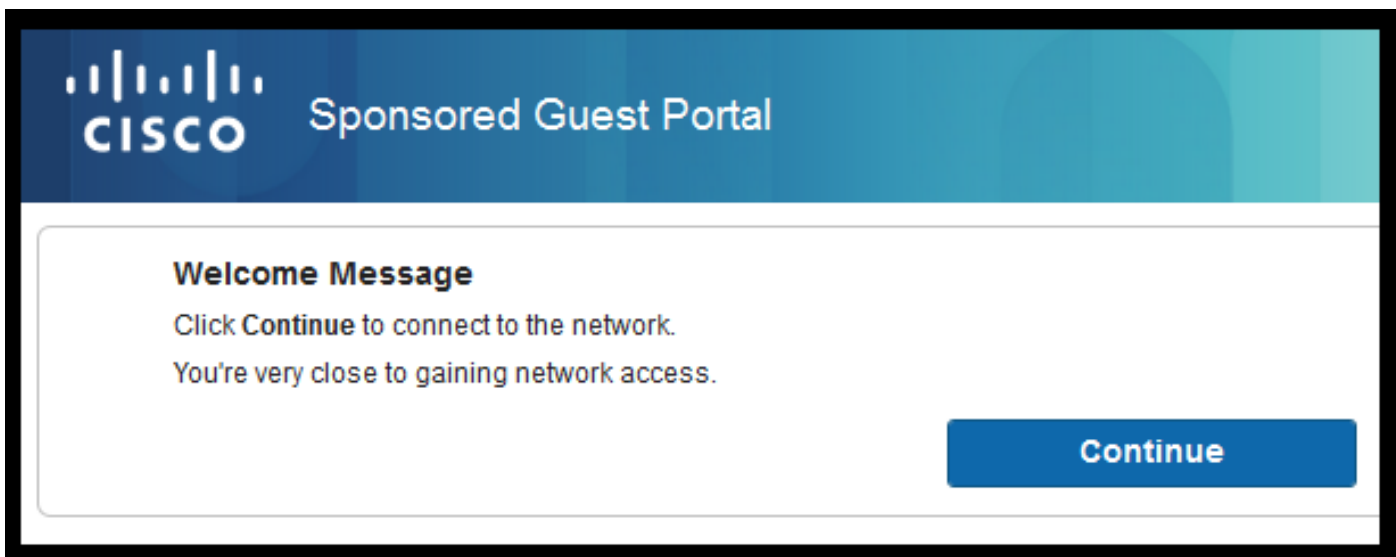 CISCO Sponsored Guest Portal
Welcome Message
Click Continue to connect to the network.
You're very close to gaining network access.
Continue